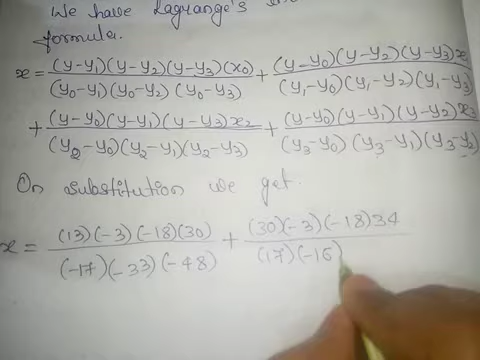 We have Lagrange's
formula.
x = (y-y₁)(y-y₂)(y-y₃)(x₀) / (y₀-y₁)(y₀-y₂)(y₀-y₃) + (y-y₀)(y-y₂)(y-y₃)x / (y₁-y₀)(y₁-y₂)(y₁-y₃)
+ (y-y₀)(y-y₁)(y-y₃)x₂ / (y₂-y₀)(y₂-y₁)(y₂-y₃) + (y-y₀)(y-y₁)(y-y₂)x₃ / (y₃-y₀)(y₃-y₁)(y₃-y₂)
On substitution we get.
x = (13)(-3)(-18)(30) / (-17)(-33)(-48) + (30)(-3)(-18)34 / (17)(-16)